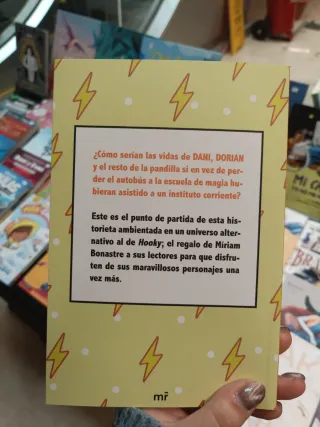 ¿Cómo serían las vidas de DANI, DORIAN
y el resto de la pandilla si en vez de per-
der el autobús a la escuela de magia hu-
bieran asistido a un instituto corriente?
Este es el punto de partida de esta his-
torieta ambientada en un universo alter-
nativo al de Hooky; el regalo de Miriam
Bonastre a sus lectores para que disfru-
ten de sus maravillosos personajes una
vez más.
mr